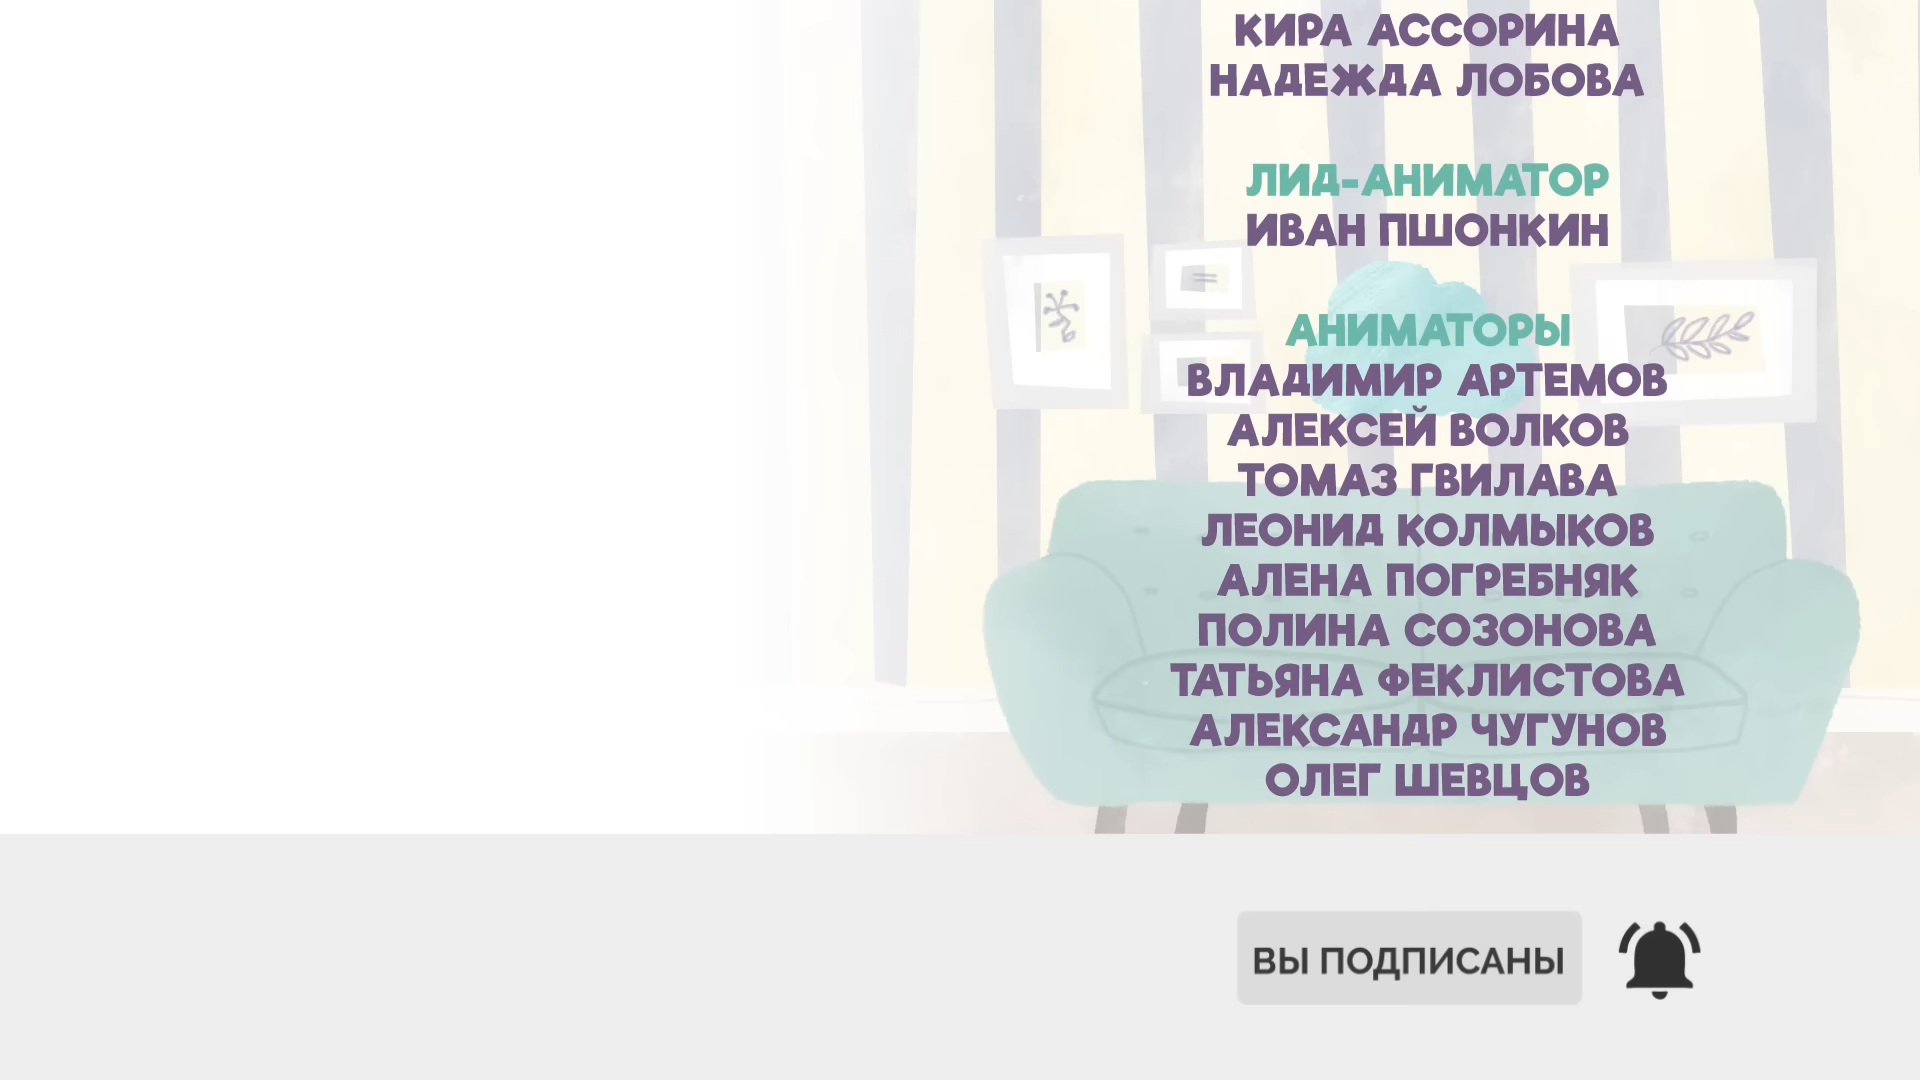 КИРА АССОРИНА
НАДЕЖДА ЛОБОВА
ЛИД-АНИМАТОР
ИВАН ПШОНКИН
АНИМАТОРЫ
ВЛАДИМИР АРТЕМОВ
АЛЕКСЕЙ ВОЛКОВ
ТОМАЗ ГВИЛАВА
ЛЕОНИД КОЛМЫКОВ
АЛЕНА ПОГРЕБНЯК
ПОЛИНА СОЗОНОВА
ТАТЬЯНА ФЕКЛИСТОВА
АЛЕКСАНДР ЧУГУНОВ
ОЛЕГ ШЕВЦОВ
ВЫ ПОДПИСАНЫ